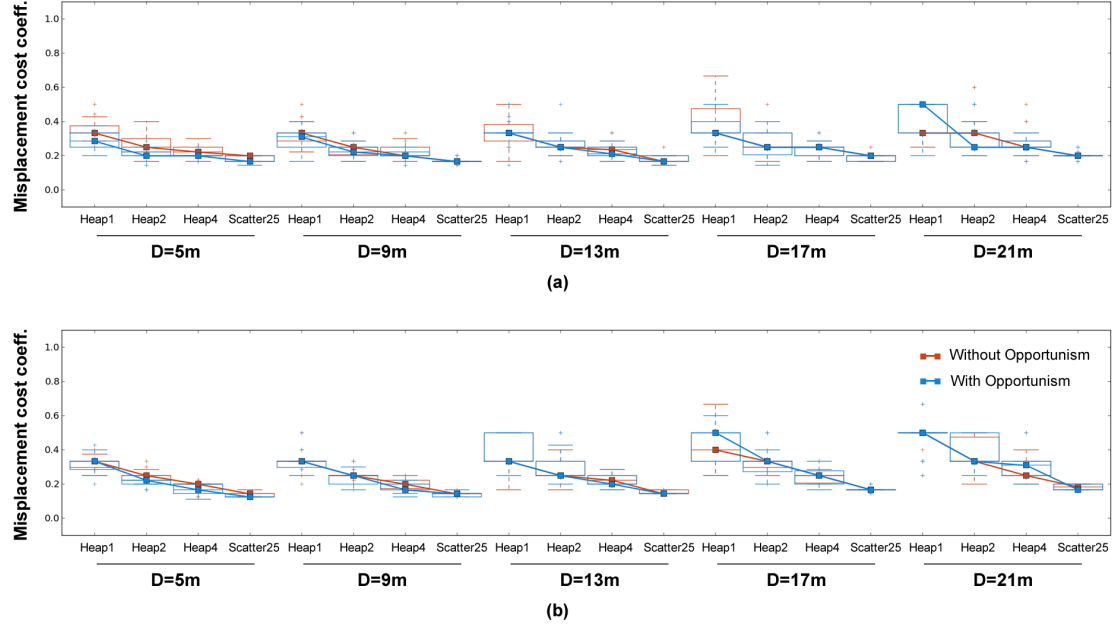 Misplacement cost coeff.
1.0
0.8
0.6
0.4
0.2
0.0
Heap1 Heap2 Heap4 Scatter25 Heap1 Heap2 Heap4 Scatter25 Heap1 Heap2 Heap4 Scatter25 Heap1 Heap2 Heap4 Scatter25 Heap1 Heap2 Heap4 Scatter25
D=5m D=9m D=13m D=17m D=21m
(a)
Misplacement cost coeff.
1.0
0.8
0.6
0.4
0.2
0.0
Without Opportunism
With Opportunism
Heap1 Heap2 Heap4 Scatter25 Heap1 Heap2 Heap4 Scatter25 Heap1 Heap2 Heap4 Scatter25 Heap1 Heap2 Heap4 Scatter25 Heap1 Heap2 Heap4 Scatter25
D=5m D=9m D=13m D=17m D=21m
(b)